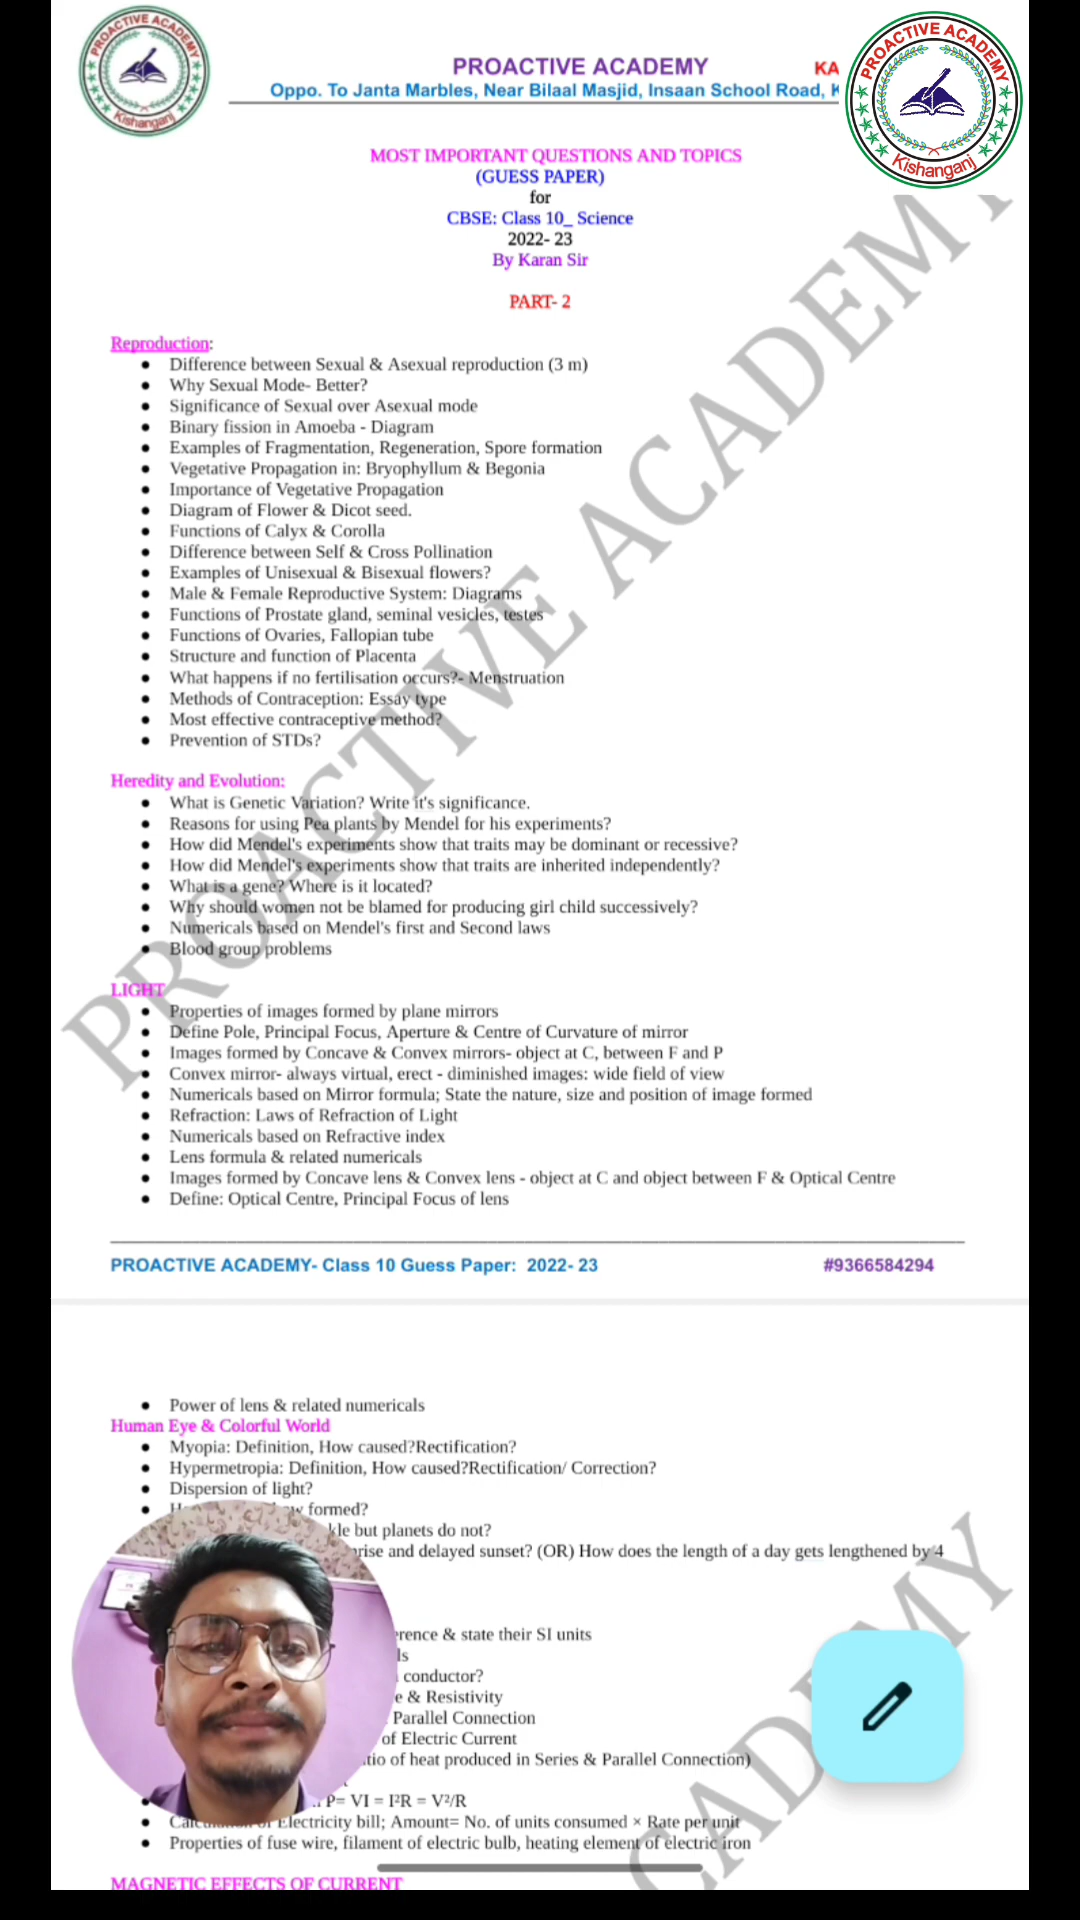 PROACTIVE ACADEMY
Kishanganj
PROACTIVE ACADEMY KA
Oppo. To Janta Marbles, Near Bilaal Masjid, Insaan School Road, K
PROACTIVE ACADEMY
Kishanganj
MOST IMPORTANT QUESTIONS AND TOPICS
(GUESS PAPER)
for
CBSE: Class 10_ Science
2022- 23
By Karan Sir
PART- 2
Reproduction:
● Difference between Sexual & Asexual reproduction (3 m)
● Why Sexual Mode- Better?
● Significance of Sexual over Asexual mode
● Binary fission in Amoeba - Diagram
● Examples of Fragmentation, Regeneration, Spore formation
● Vegetative Propagation in: Bryophyllum & Begonia
● Importance of Vegetative Propagation
● Diagram of Flower & Dicot seed.
● Functions of Calyx & Corolla
● Difference between Self & Cross Pollination
● Examples of Unisexual & Bisexual flowers?
● Male & Female Reproductive System: Diagrams
● Functions of Prostate gland, seminal vesicles, testes
● Functions of Ovaries, Fallopian tube
● Structure and function of Placenta
● What happens if no fertilisation occurs?- Menstruation
● Methods of Contraception: Essay type
● Most effective contraceptive method?
● Prevention of STDs?
Heredity and Evolution:
● What is Genetic Variation? Write it's significance.
● Reasons for using Pea plants by Mendel for his experiments?
● How did Mendel's experiments show that traits may be dominant or recessive?
● How did Mendel's experiments show that traits are inherited independently?
● What is a gene? Where is it located?
● Why should women not be blamed for producing girl child successively?
● Numericals based on Mendel's first and Second laws
● Blood group problems
LIGHT
● Properties of images formed by plane mirrors
● Define Pole, Principal Focus, Aperture & Centre of Curvature of mirror
● Images formed by Concave & Convex mirrors- object at C, between F and P
● Convex mirror- always virtual, erect - diminished images: wide field of view
● Numericals based on Mirror formula; State the nature, size and position of image formed
● Refraction: Laws of Refraction of Light
● Numericals based on Refractive index
● Lens formula & related numericals
● Images formed by Concave lens & Convex lens - object at C and object between F & Optical Centre
● Define: Optical Centre, Principal Focus of lens
PROACTIVE ACADEMY- Class 10 Guess Paper: 2022- 23 #9366584294
PROACTIVE ACADEMY
● Power of lens & related numericals
Human Eye & Colorful World
● Myopia: Definition, How caused?Rectification?
● Hypermetropia: Definition, How caused?Rectification/ Correction?
● Dispersion of light?
● formed?
but planets do not?
and delayed sunset? (OR) How does the length of a day gets lengthened by 4
& state their SI units
conductor?
& Resistivity
Parallel Connection
of Electric Current
of heat produced in Series & Parallel Connection)
● P= VI = I²R = V²/R
● Electricity bill; Amount= No. of units consumed × Rate per unit
● Properties of fuse wire, filament of electric bulb, heating element of electric iron
MAGNETIC EFFECTS OF CURRENT
CADEMY